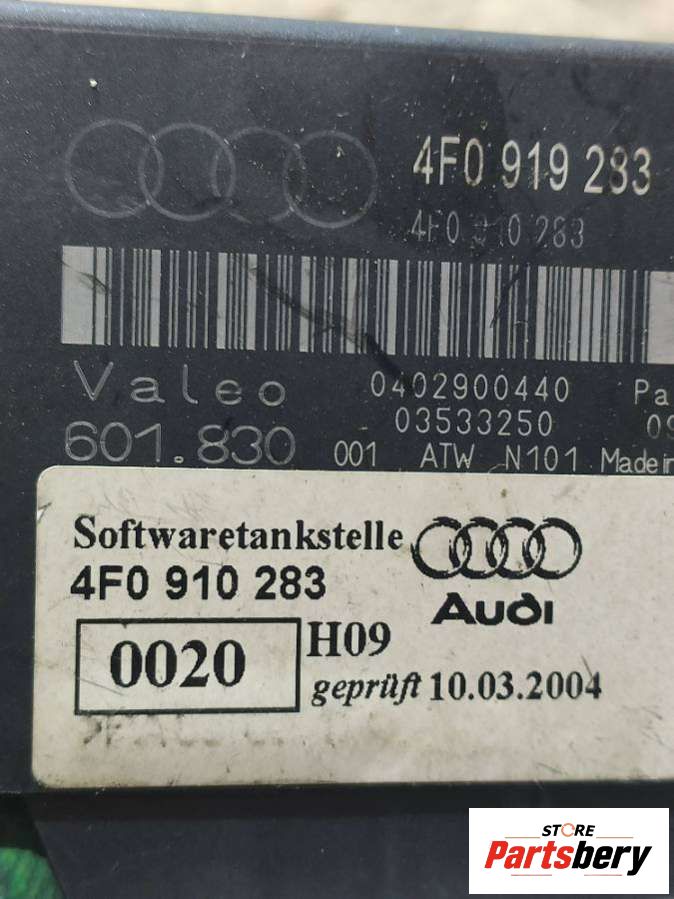 4F0 919 283
4F0 910 283
Valeo 0402900440 Pa
03533250 09
601.830 001 ATW N101 Made in
Softwaretankstelle
4F0 910 283
AUDI
0020 H09
geprüft 10.03.2004
STORE
Partsbery